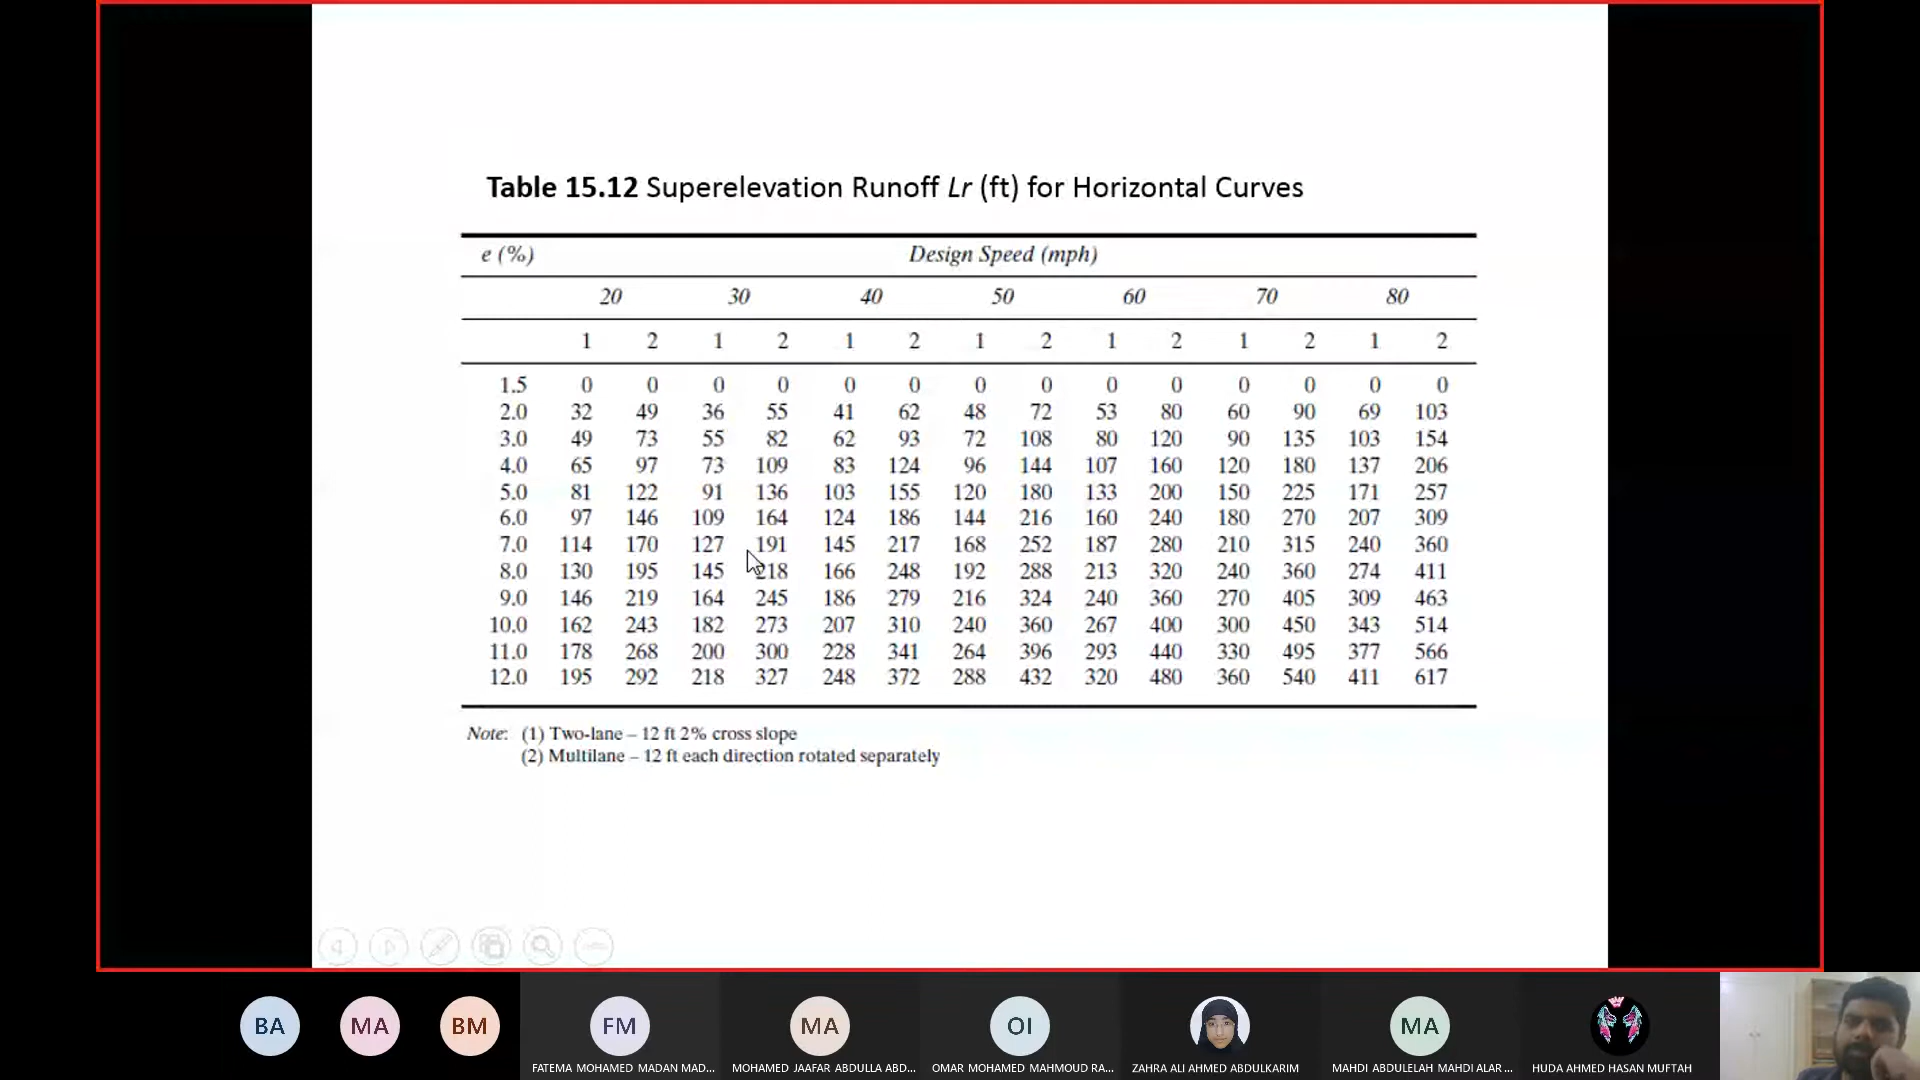 Table 15.12 Superelevation Runoff Lr (ft) for Horizontal Curves
e (%) Design Speed (mph)
20 30 40 50 60 70 80
1 2 1 2 1 2 1 2 1 2 1 2 1 2
1.5 0 0 0 0 0 0 0 0 0 0 0 0 0 0
2.0 32 49 36 55 41 62 48 72 53 80 60 90 69 103
3.0 49 73 55 82 62 93 72 108 80 120 90 135 103 154
4.0 65 97 73 109 83 124 96 144 107 160 120 180 137 206
5.0 81 122 91 136 103 155 120 180 133 200 150 225 171 257
6.0 97 146 109 164 124 186 144 216 160 240 180 270 207 309
7.0 114 170 127 191 145 217 168 252 187 280 210 315 240 360
8.0 130 195 145 218 166 248 192 288 213 320 240 360 274 411
9.0 146 219 164 245 186 279 216 324 240 360 270 405 309 463
10.0 162 243 182 273 207 310 240 360 267 400 300 450 343 514
11.0 178 268 200 300 228 341 264 396 293 440 330 495 377 566
12.0 195 292 218 327 248 372 288 432 320 480 360 540 411 617
Note: (1) Two-lane – 12 ft 2% cross slope
(2) Multilane – 12 ft each direction rotated separately
BA MA BM FM MA OI MA
FATEMA MOHAMED MADAN MAD... MOHAMED JAAFAR ABDULLA ABD... OMAR MOHAMED MAHMOUD RA... ZAHRA ALI AHMED ABDULKARIM MAHDI ABDULELAH MAHDI ALAR... HUDA AHMED HASAN MUFTAH